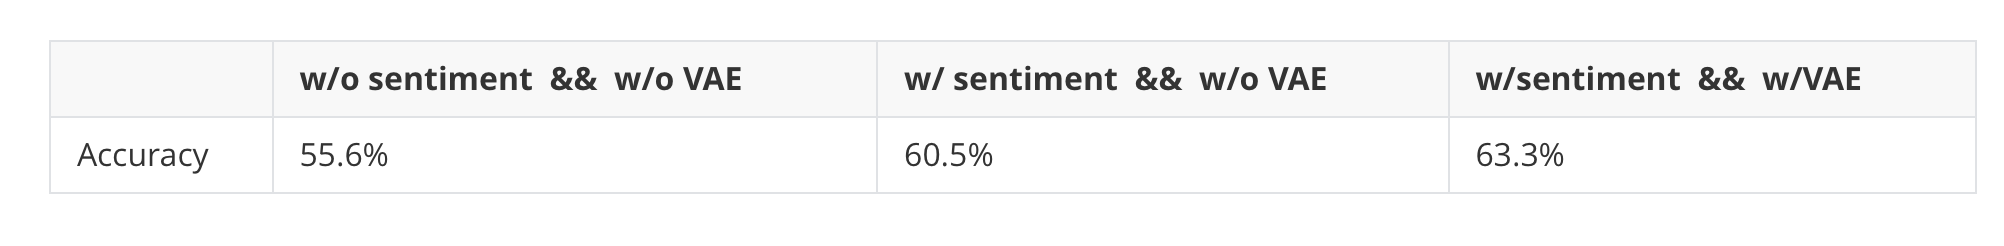 w/o sentiment && w/o VAE w/ sentiment && w/o VAE w/sentiment && w/VAE
Accuracy 55.6% 60.5% 63.3%